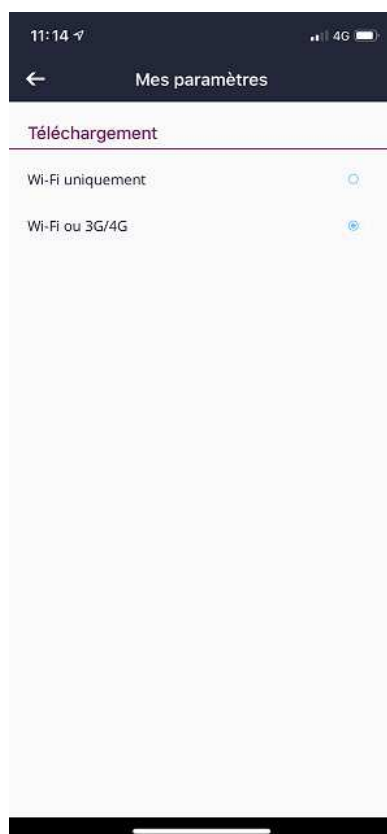 11:14
4G
Mes paramètres
Téléchargement
Wi-Fi uniquement
Wi-Fi ou 3G/4G